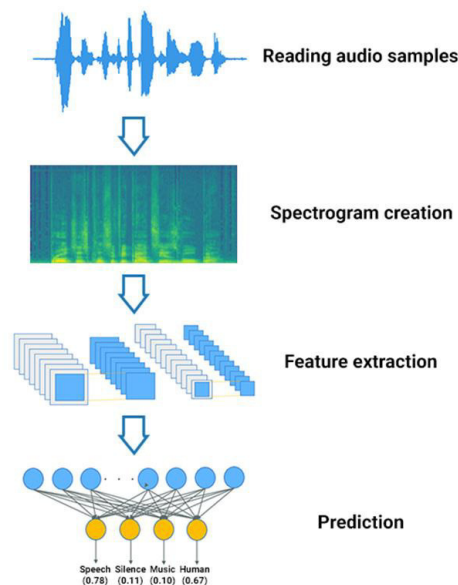 Reading audio samples
Spectrogram creation
Feature extraction
Prediction
Speech Silence Music Human
(0.78) (0.11) (0.10) (0.67)